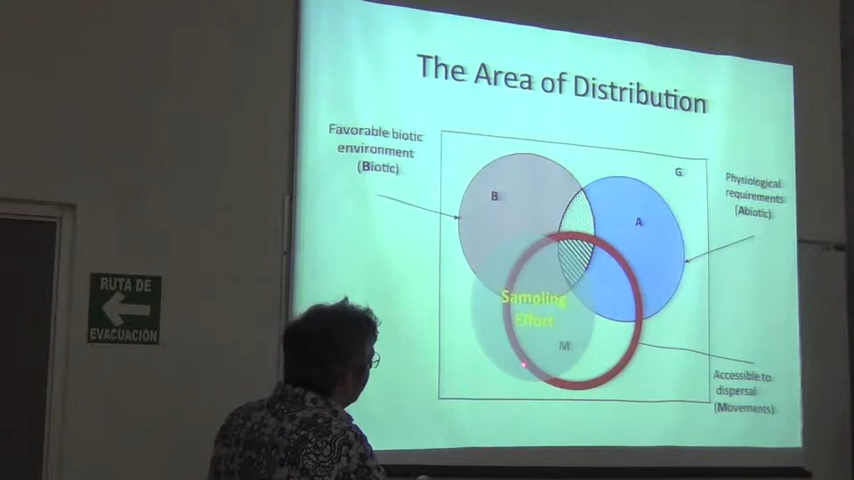 The Area of Distribution
Favorable biotic
environment
(Biotic)
G
B
A
Physiological
requirements
(Abiotic)
RUTA DE
EVACUACIÓN
Sampling
Effort
M
Accessible to
dispersal
(Movements)